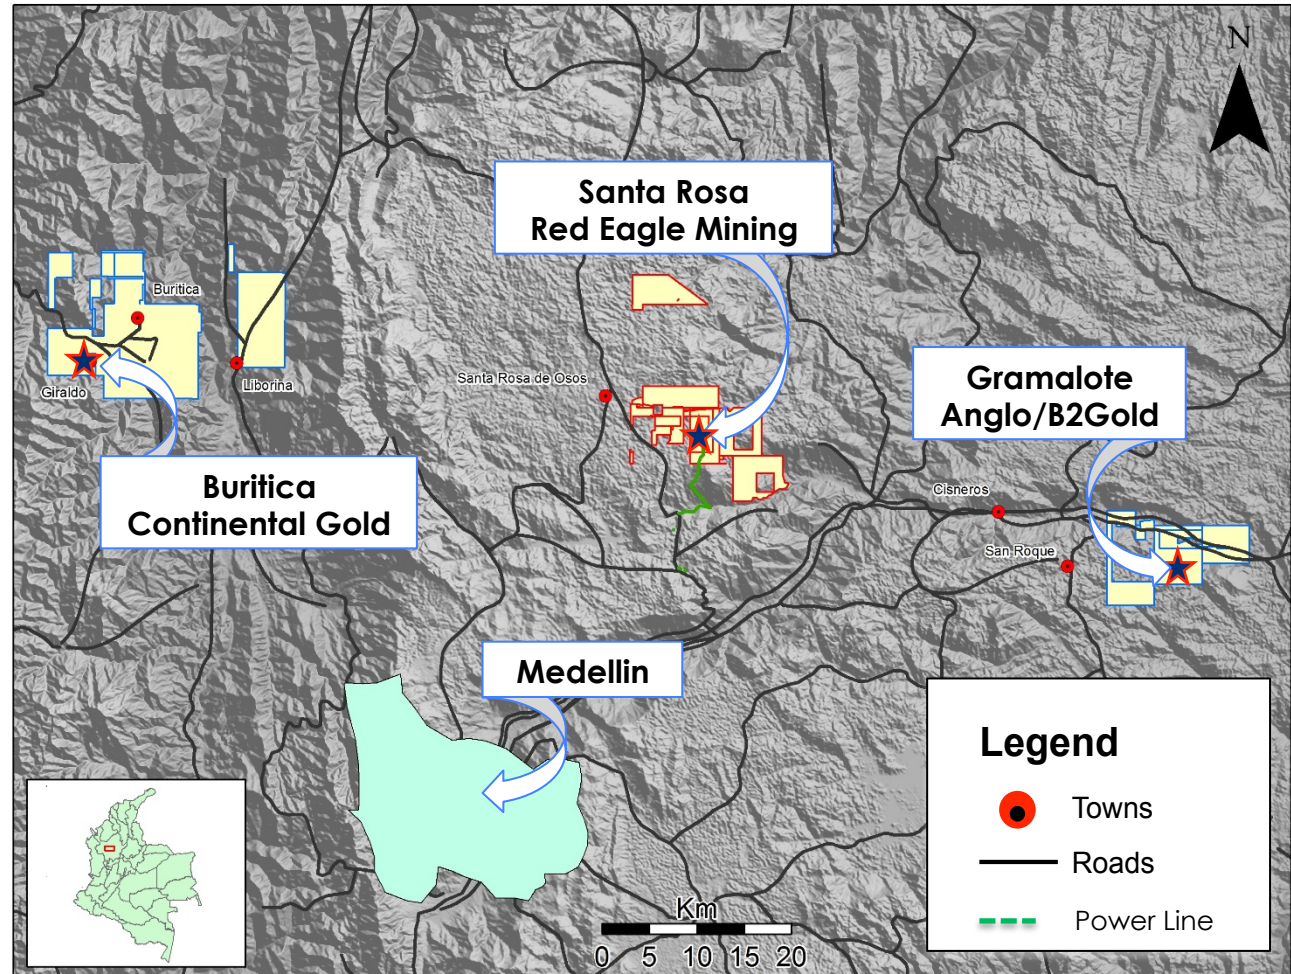 N
Santa Rosa
Red Eagle Mining
Buritica
Santa Rosa de Osos
Giraldo
Liborina
Gramalote
Anglo/B2Gold
Buritica
Continental Gold
Cisneros
San Roque
Medellin
Legend
Towns
Roads
Power Line
Km
0 5 10 15 20